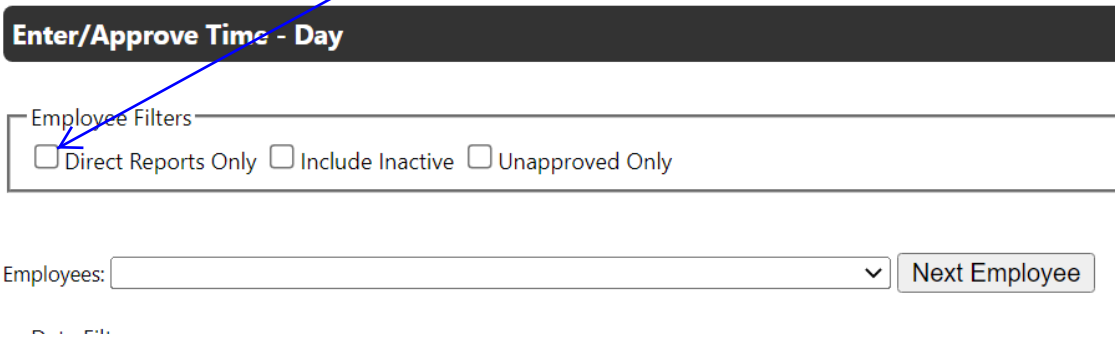 Enter/Approve Time - Day
Employee Filters
Direct Reports Only Include Inactive Unapproved Only
Employees: Next Employee